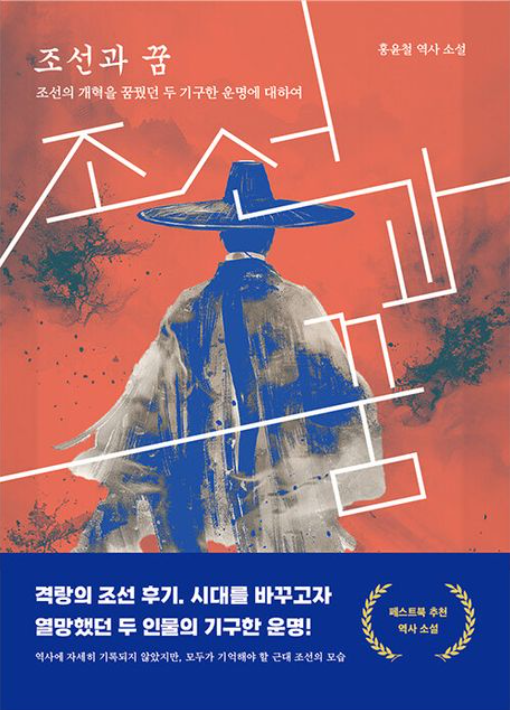 조선과 꿈
홍윤철 역사 소설
조선의 개혁을 꿈꿨던 두 기구한 운명에 대하여
조선과
꿈
격랑의 조선 후기. 시대를 바꾸고자
열망했던 두 인물의 기구한 운명!
역사에 자세히 기록되지 않았지만, 모두가 기억해야 할 근대 조선의 모습
페스트북 추천
역사 소설